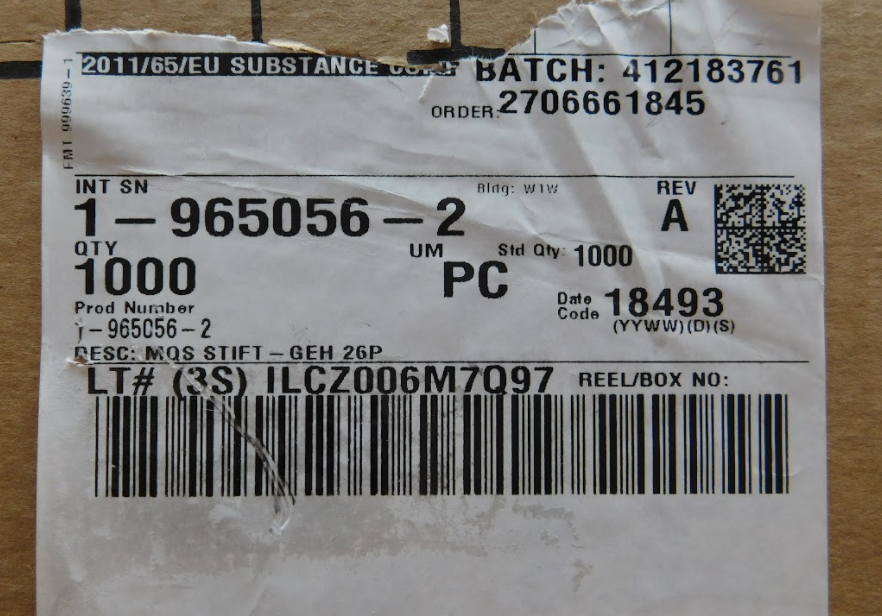 2011/65/EU SUBSTANCE
BATCH: 412183761
ORDER: 2706661845
FMT 999639-1
INT SN
Bldg: W1W
REV
1-965056-2
A
QTY
UM
Std Qty: 1000
1000
PC
Date Code 18493
(YYWW)(D)(S)
Prod Number
1-965056-2
DESC: MQS STIFT-GEH 26P
LT# (3S) ILCZ006M7Q97 REEL/BOX NO: